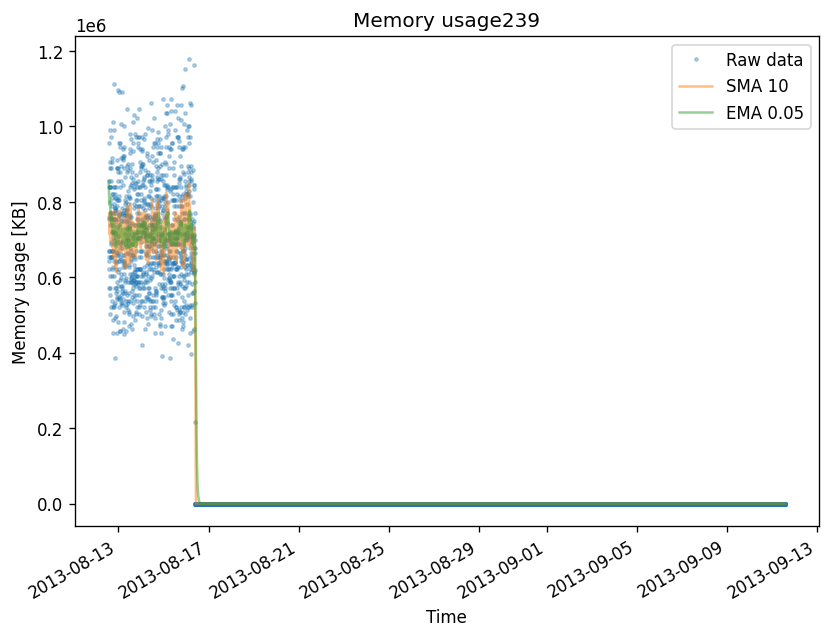 Memory usage239
1e6
1.2
1.0
0.8
0.6
0.4
0.2
0.0
Memory usage [KB]
Raw data
SMA 10
EMA 0.05
2013-08-13
2013-08-17
2013-08-21
2013-08-25
2013-08-29
2013-09-01
2013-09-05
2013-09-09
2013-09-13
Time